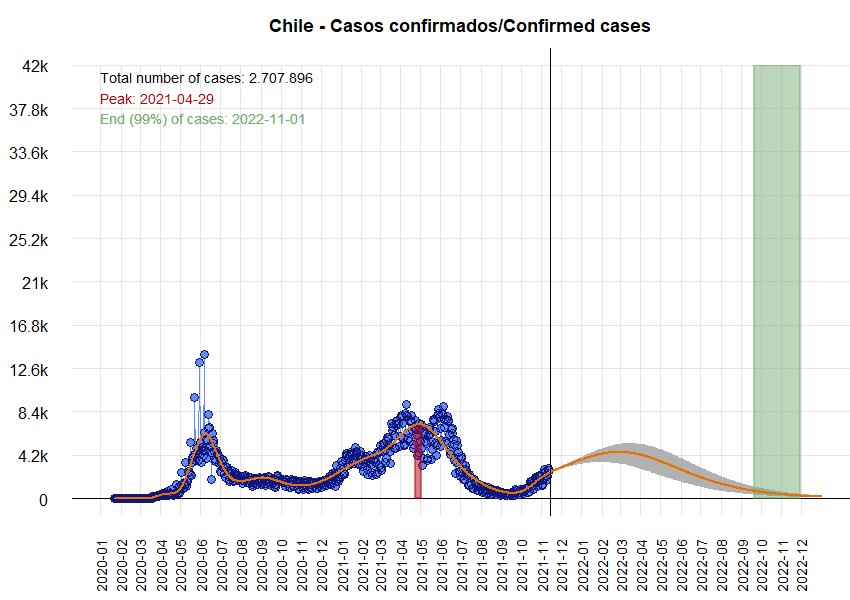 Chile - Casos confirmados/Confirmed cases
Total number of cases: 2.707.896
Peak: 2021-04-29
End (99%) of cases: 2022-11-01
42k
37.8k
33.6k
29.4k
25.2k
21k
16.8k
12.6k
8.4k
4.2k
0
2020-01
2020-02
2020-03
2020-04
2020-05
2020-06
2020-07
2020-08
2020-09
2020-10
2020-11
2020-12
2021-01
2021-02
2021-03
2021-04
2021-05
2021-06
2021-07
2021-08
2021-09
2021-10
2021-11
2021-12
2022-01
2022-02
2022-03
2022-04
2022-05
2022-06
2022-07
2022-08
2022-09
2022-10
2022-11
2022-12